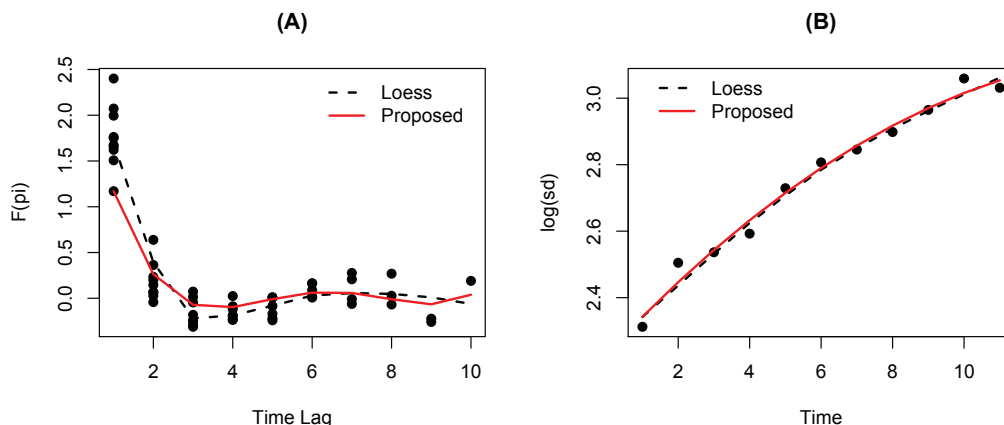 (A)
F(pi)
2.5
2.0
1.5
1.0
0.5
0.0
Loess
Proposed
2 4 6 8 10
Time Lag
(B)
log(sd)
3.0
2.8
2.6
2.4
Loess
Proposed
2 4 6 8 10
Time